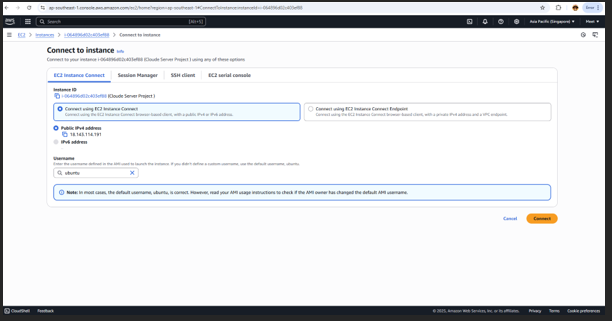 ap-southeast-1.console.aws.amazon.com/ec2/home?region=ap-southeast-1#ConnectToInstance:instanceId=i-064896d02c403ef88
Error
aws
Search
[Alt+S]
Asia Pacific (Singapore)
EC2 > Instances > i-064896d02c403ef88 > Connect to instance
Connect to instance Info
Connect to your instance i-064896d02c403ef88 (Cloude Server Project ) using any of these options
EC2 Instance Connect
Session Manager
SSH client
EC2 serial console
Instance ID
i-064896d02c403ef88 (Cloude Server Project )
Connect using EC2 Instance Connect
Connect using the EC2 Instance Connect browser-based client, with a public IPv4 or IPv6 address.
Connect using EC2 Instance Connect Endpoint
Connect using the EC2 Instance Connect browser-based client, with a private IPv4 address and a VPC endpoint.
Public IPv4 address
18.143.114.191
IPv6 address
Username
Enter the username defined in the AMI used to launch the instance. If you didn't define a custom username, use the default username, ubuntu.
ubuntu
Note: In most cases, the default username, ubuntu, is correct. However, read your AMI usage instructions to check if the AMI owner has changed the default AMI username.
Cancel
Connect
CloudShell
Feedback
© 2025, Amazon Web Services, Inc. or its affiliates.
Privacy
Terms
Cookie preferences